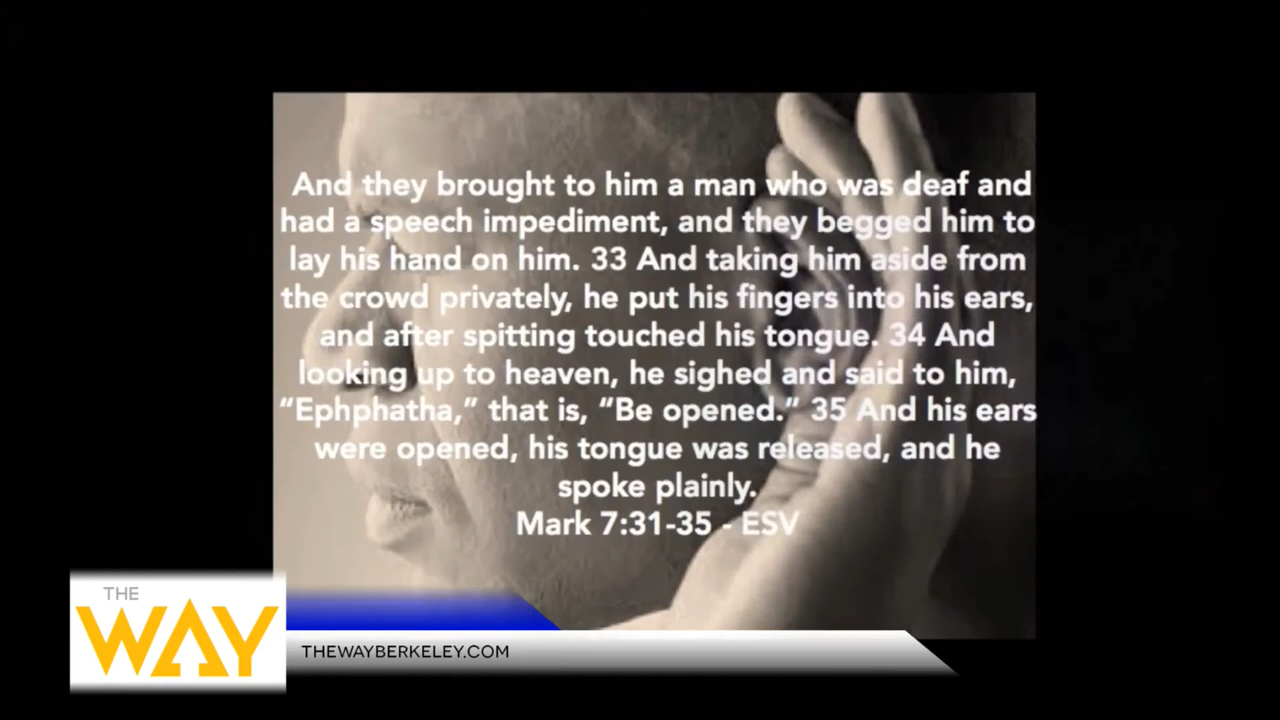 And they brought to him a man who was deaf and
had a speech impediment, and they begged him to
lay his hand on him. 33 And taking him aside from
the crowd privately, he put his fingers into his ears,
and after spitting touched his tongue. 34 And
looking up to heaven, he sighed and said to him,
“Ephphatha,” that is, “Be opened.” 35 And his ears
were opened, his tongue was released, and he
spoke plainly.
Mark 7:31-35 - ESV
THE
WAY
THEWAYBERKELEY.COM